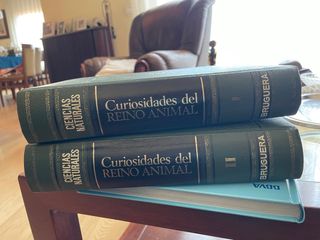 CIENCIAS
NATURALES
Curiosidades del
REINO ANIMAL
I
BRUGUERA
CIENCIAS
NATURALES
Curiosidades del
REINO ANIMAL
II
BRUGUERA